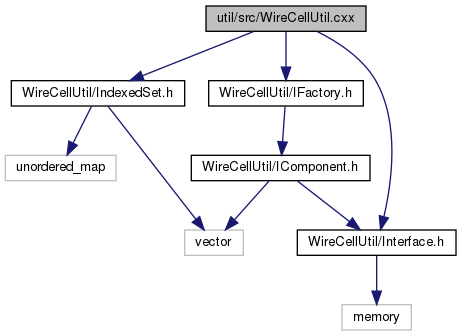 util/src/WireCellUtil.cxx
WireCellUtil/IndexedSet.h
WireCellUtil/IFactory.h
unordered_map
WireCellUtil/IComponent.h
vector
WireCellUtil/Interface.h
memory